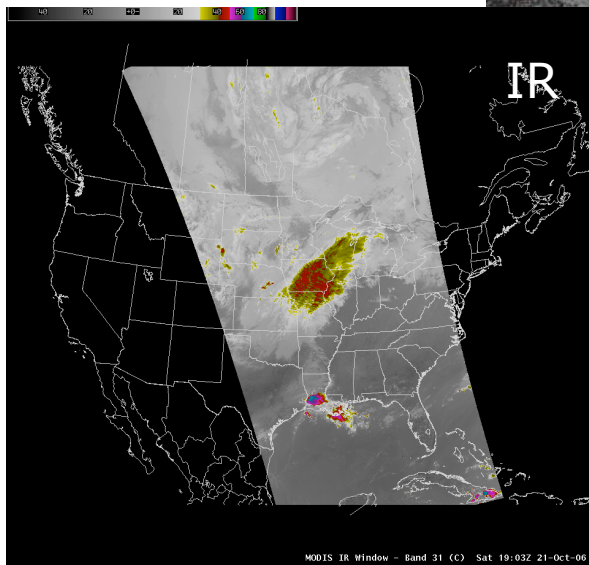 40 20 +0- 20 40 60 80
IR
MODIS IR Window - Band 31 (C) Sat 19:03Z 21-Oct-06